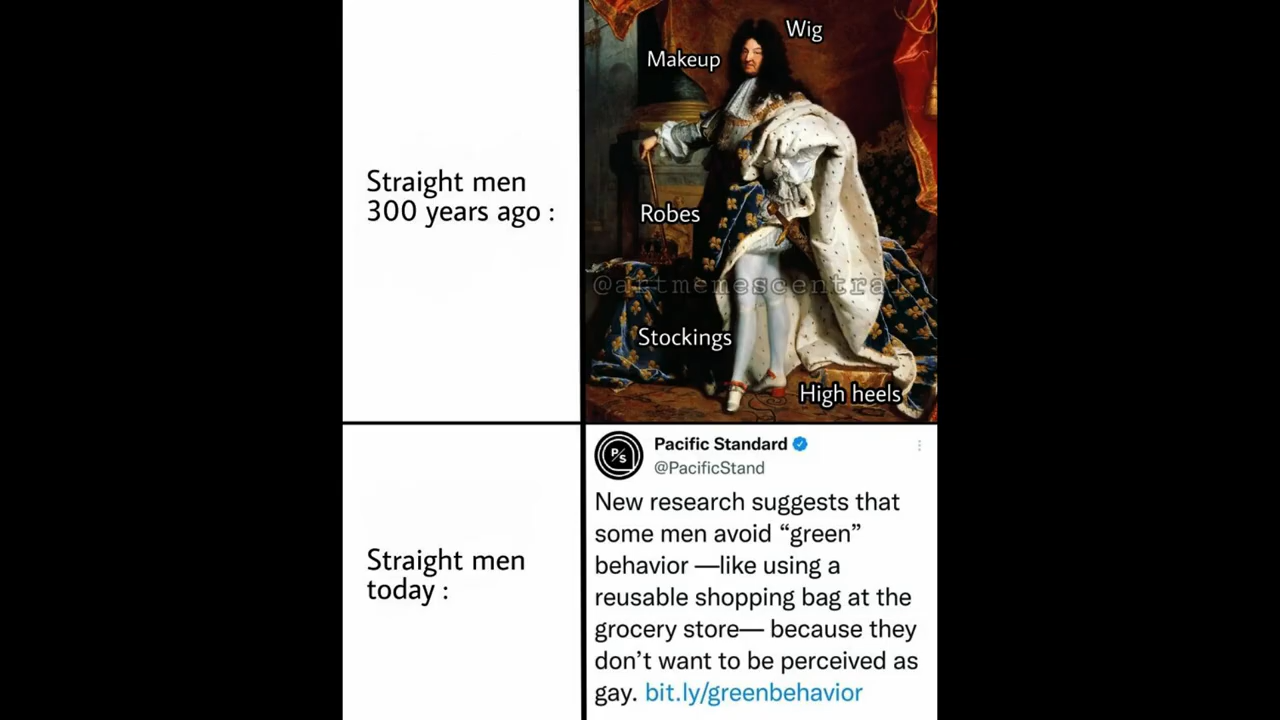 Wig
Makeup
Straight men
300 years ago :
Robes
@artmemescentral
Stockings
High heels
P/S
Pacific Standard
@PacificStand
New research suggests that
some men avoid “green”
behavior —like using a
reusable shopping bag at the
grocery store— because they
don’t want to be perceived as
gay. bit.ly/greenbehavior
Straight men
today :